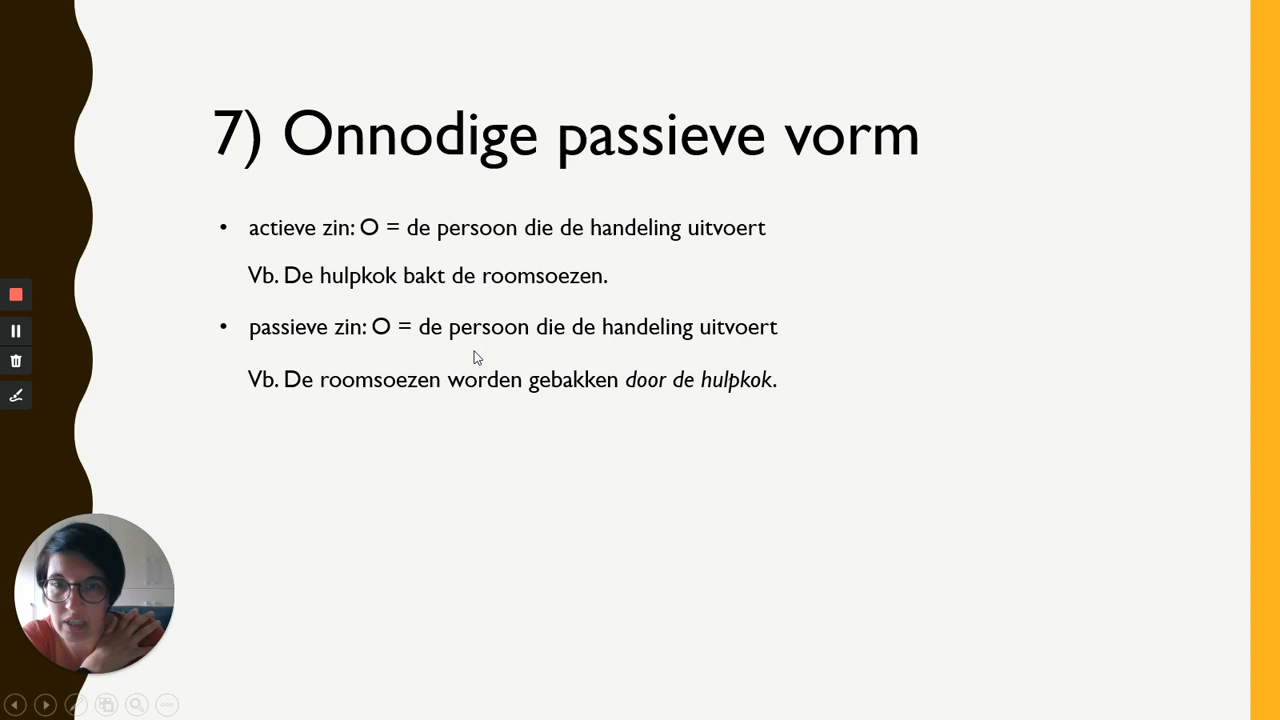 7) Onnodige passieve vorm
• actieve zin: O = de persoon die de handeling uitvoert
Vb. De hulpkok bakt de roomsoezen.
• passieve zin: O = de persoon die de handeling uitvoert
Vb. De roomsoezen worden gebakken door de hulpkok.